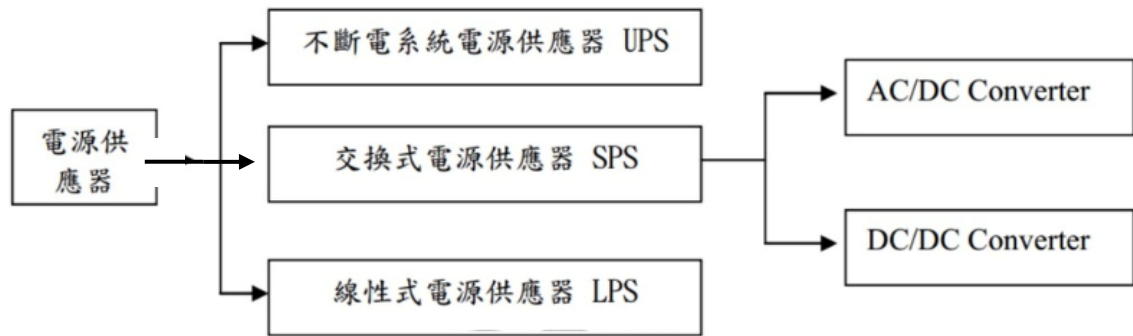 電源供
應器
不斷電系統電源供應器 UPS
交換式電源供應器 SPS
線性式電源供應器 LPS
AC/DC Converter
DC/DC Converter